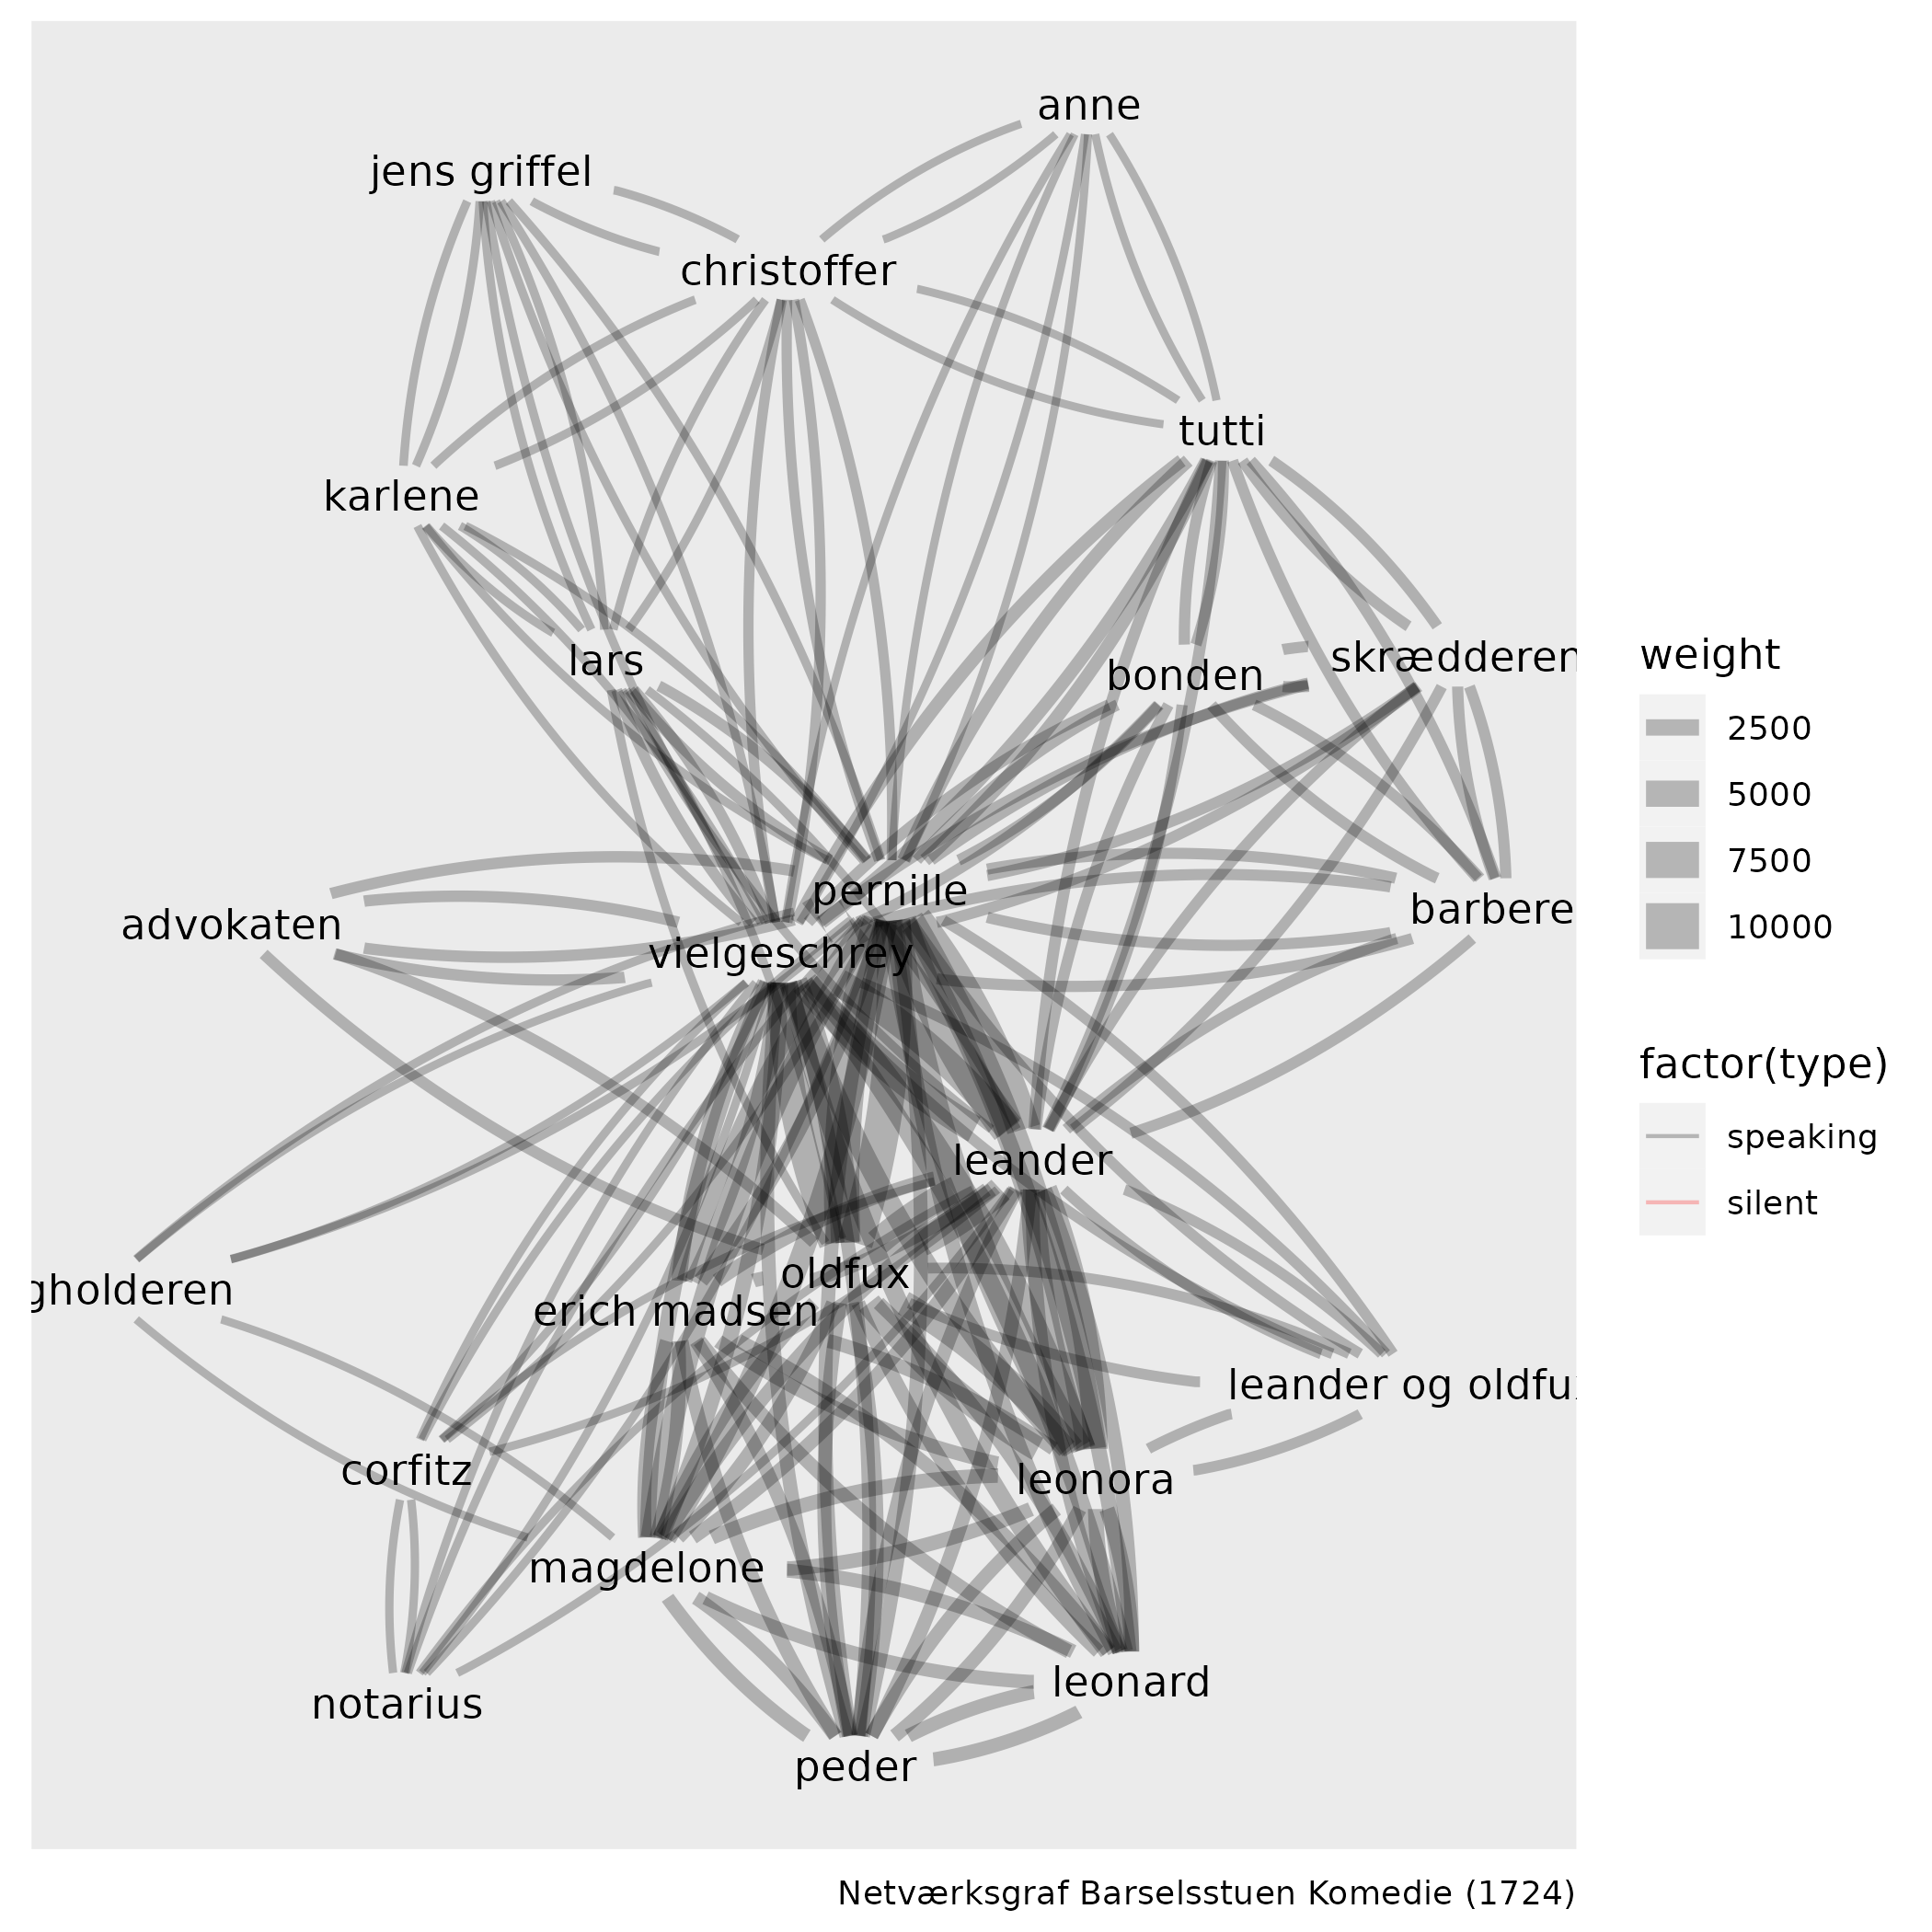 anne
jens griffel
christoffer
tutti
karlene
lars
bonden
skrædderen
pernille
barbere
advokaten
vielgeschrey
leander
oldfux
gholderen
erich madsen
leander og oldfu
corfitz
leonora
magdelone
leonard
notarius
peder
weight
2500
5000
7500
10000
factor(type)
speaking
silent
Netværksgraf Barselsstuen Komedie (1724)